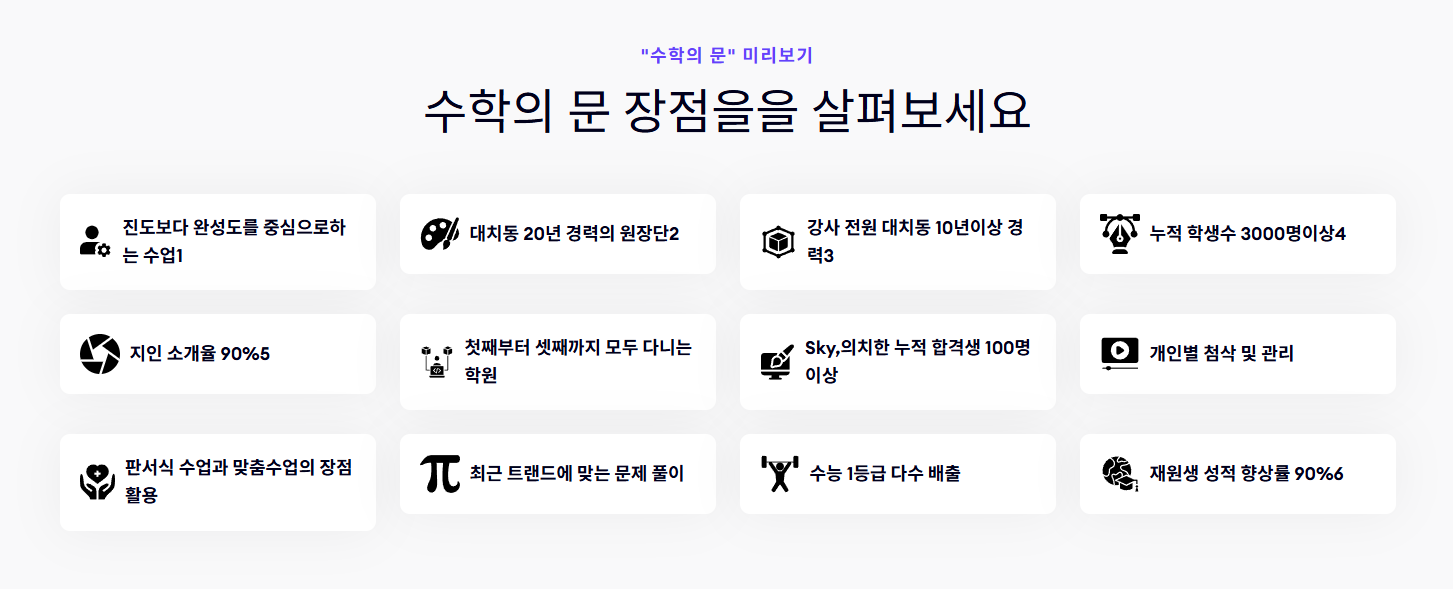 "수학의 문" 미리보기
수학의 문 장점을을 살펴보세요
진도보다 완성도를 중심으로하
는 수업1
대치동 20년 경력의 원장단2
강사 전원 대치동 10년이상 경
력3
누적 학생수 3000명이상4
지인 소개율 90%5
첫째부터 셋째까지 모두 다니는
학원
Sky,의치한 누적 합격생 100명
이상
개인별 첨삭 및 관리
판서식 수업과 맞춤수업의 장점
활용
최근 트랜드에 맞는 문제 풀이
수능 1등급 다수 배출
재원생 성적 향상률 90%6